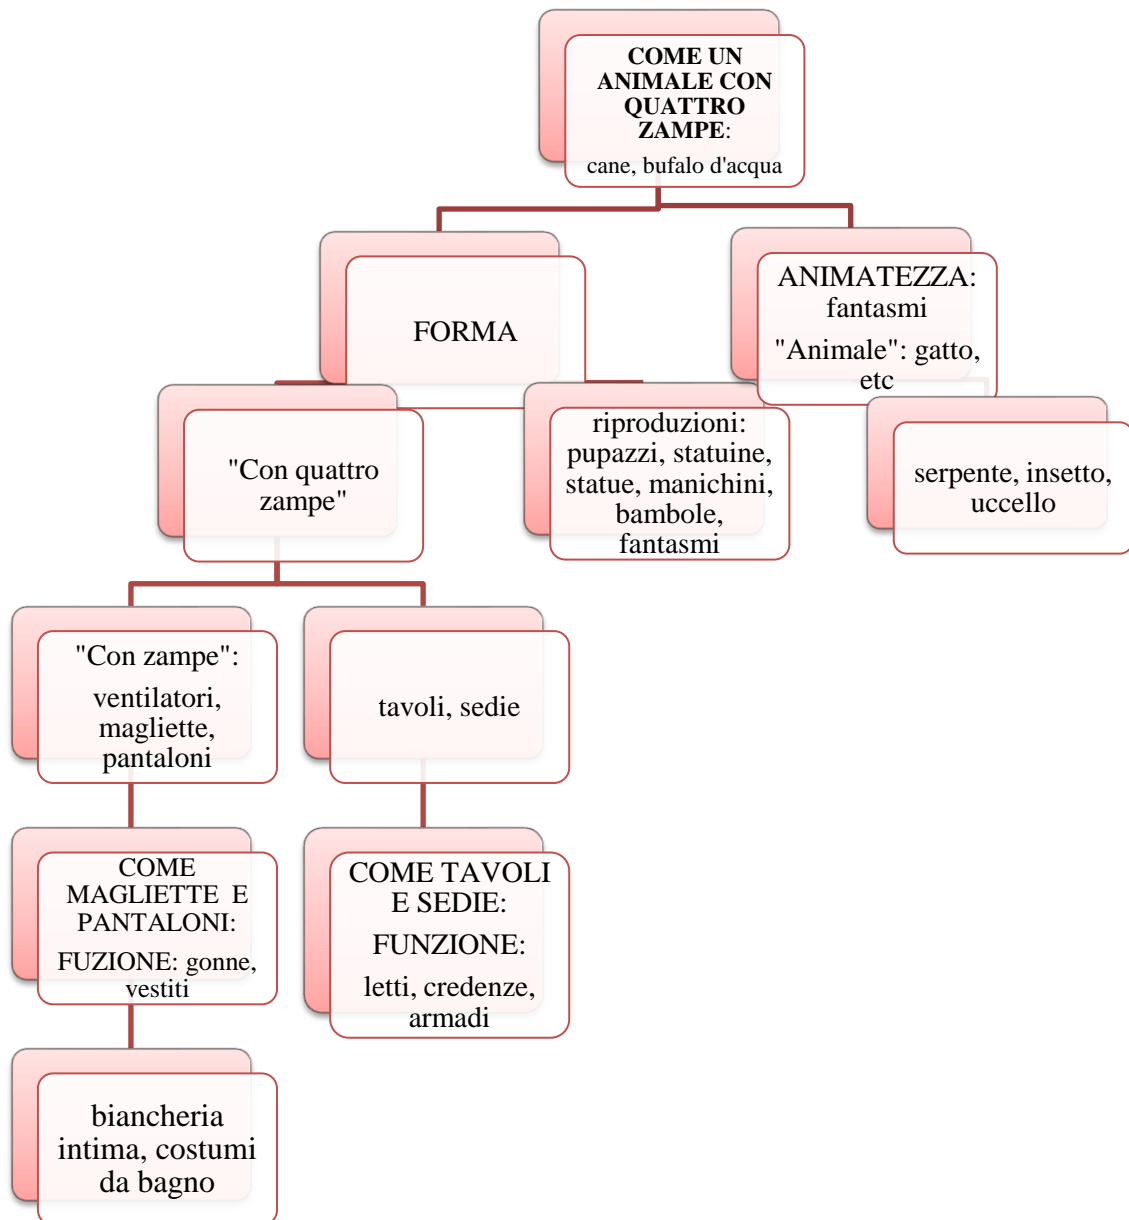 COME UN
ANIMALE CON
QUATTRO
ZAMPE:
cane, bufalo d'acqua
FORMA
ANIMATEZZA:
fantasmi
"Animale": gatto,
etc
"Con quattro
zampe"
riproduzioni:
pupazzi, statuine,
statue, manichini,
bambole,
fantasmi
serpente, insetto,
uccello
"Con zampe":
ventilatori,
magliette,
pantaloni
tavoli, sedie
COME
MAGLIETTE E
PANTALONI:
FUZIONE: gonne,
vestiti
COME TAVOLI
E SEDIE:
FUNZIONE:
letti, credenze,
armadi
biancheria
intima, costumi
da bagno